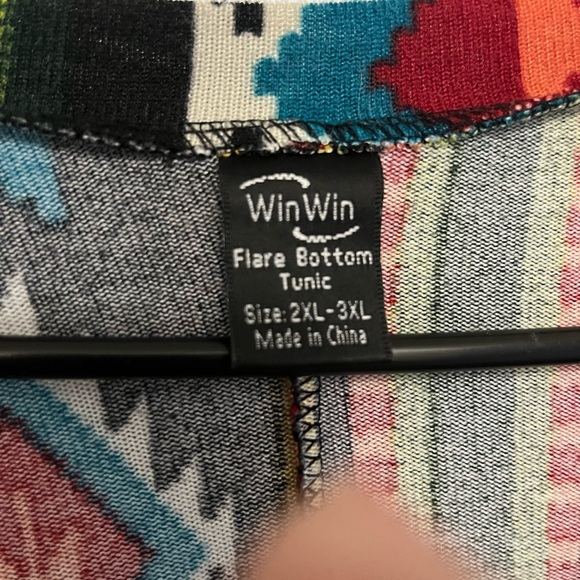 WinWin
Flare Bottom
Tunic
Size: 2XL-3XL
Made in China